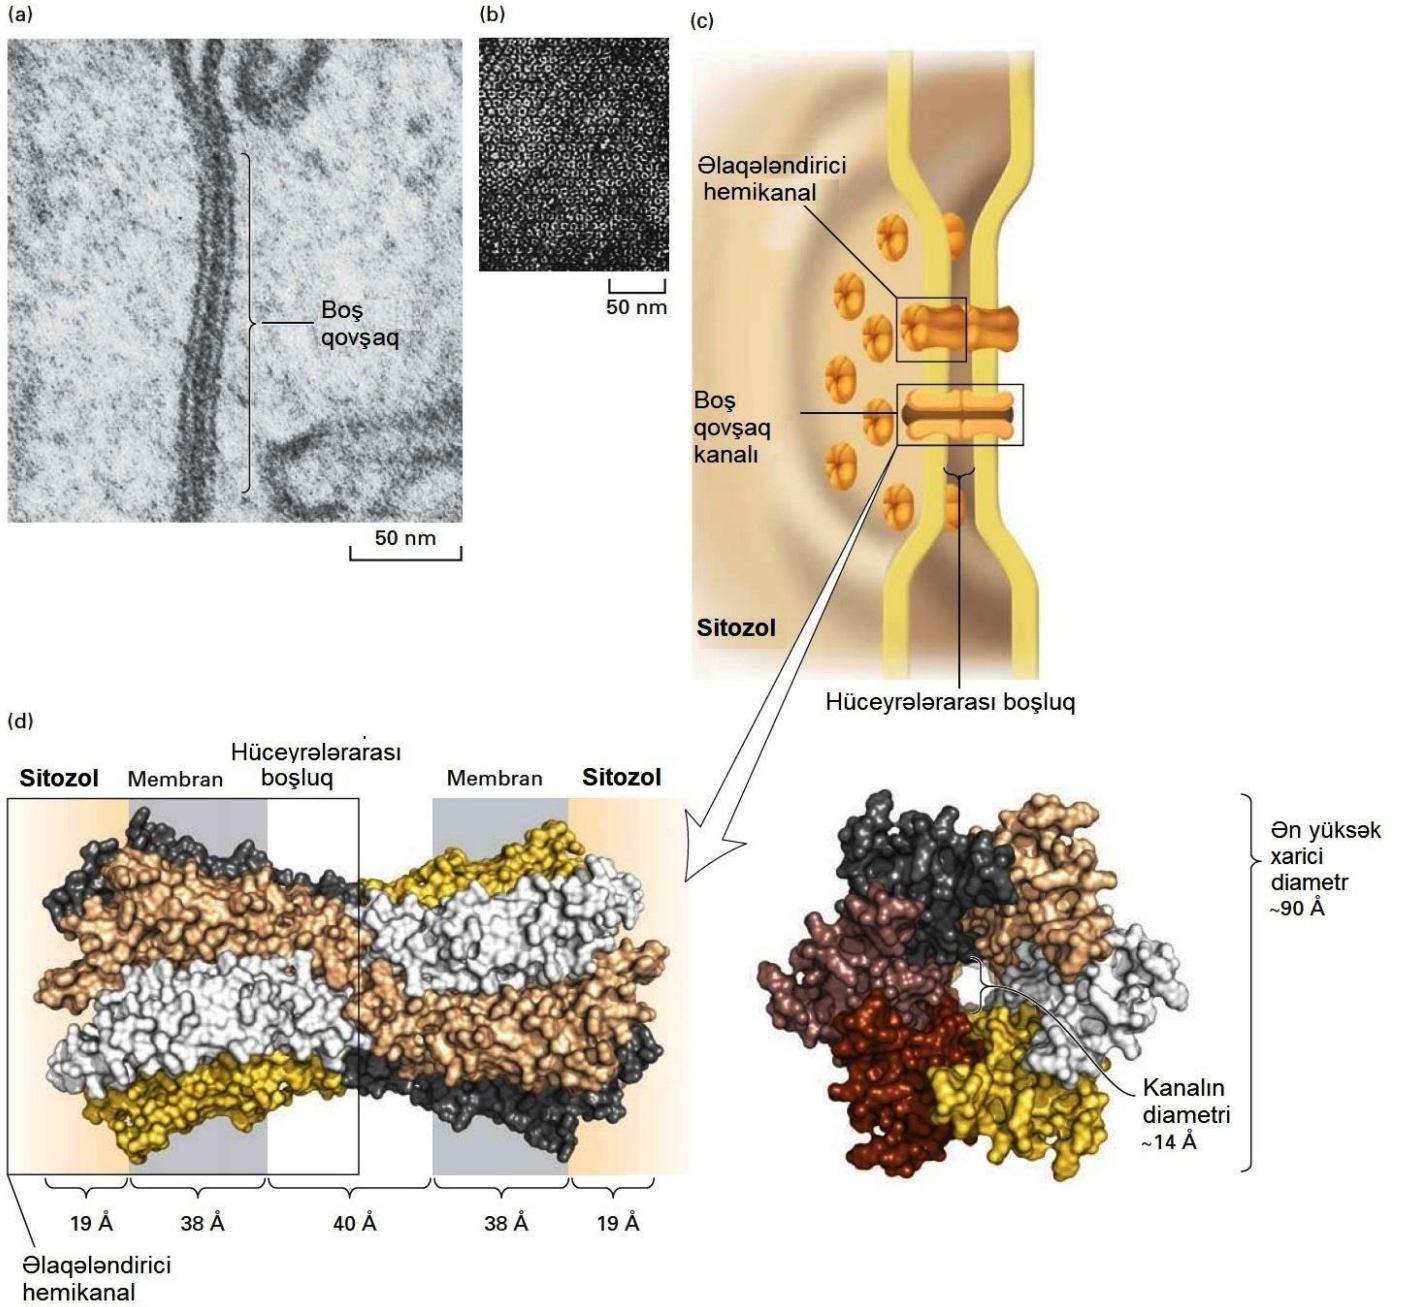 (a)
Boş
qovşaq
50 nm
(b)
50 nm
(c)
Əlaqələndirici
hemikanal
Boş
qovşaq
kanalı
Sitozol
Hüceyrələrarası boşluq
(d)
Sitozol
Membran
Hüceyrələrarası
boşluq
Membran
Sitozol
19 Å
38 Å
40 Å
38 Å
19 Å
Əlaqələndirici
hemikanal
Ən yüksək
xarici
diametr
~90 Å
Kanalın
diametri
~14 Å